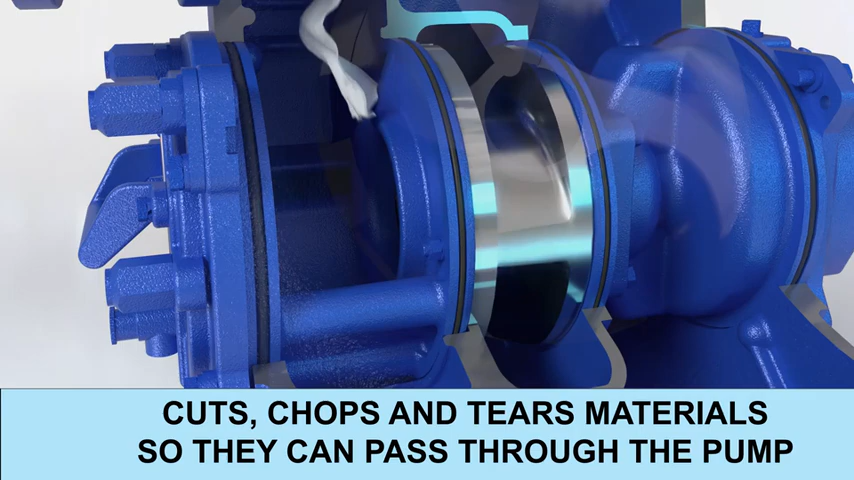 CUTS, CHOPS AND TEARS MATERIALS
SO THEY CAN PASS THROUGH THE PUMP